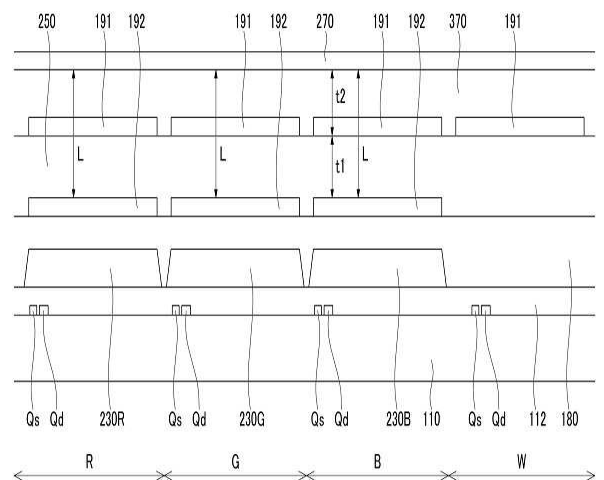 250 191 192 191 192 270 191 192 370 191
t2
L L t1 L
Qs Qd 230R Qs Qd 230G Qs Qd 230B 110 Qs Qd 112 180
R G B W